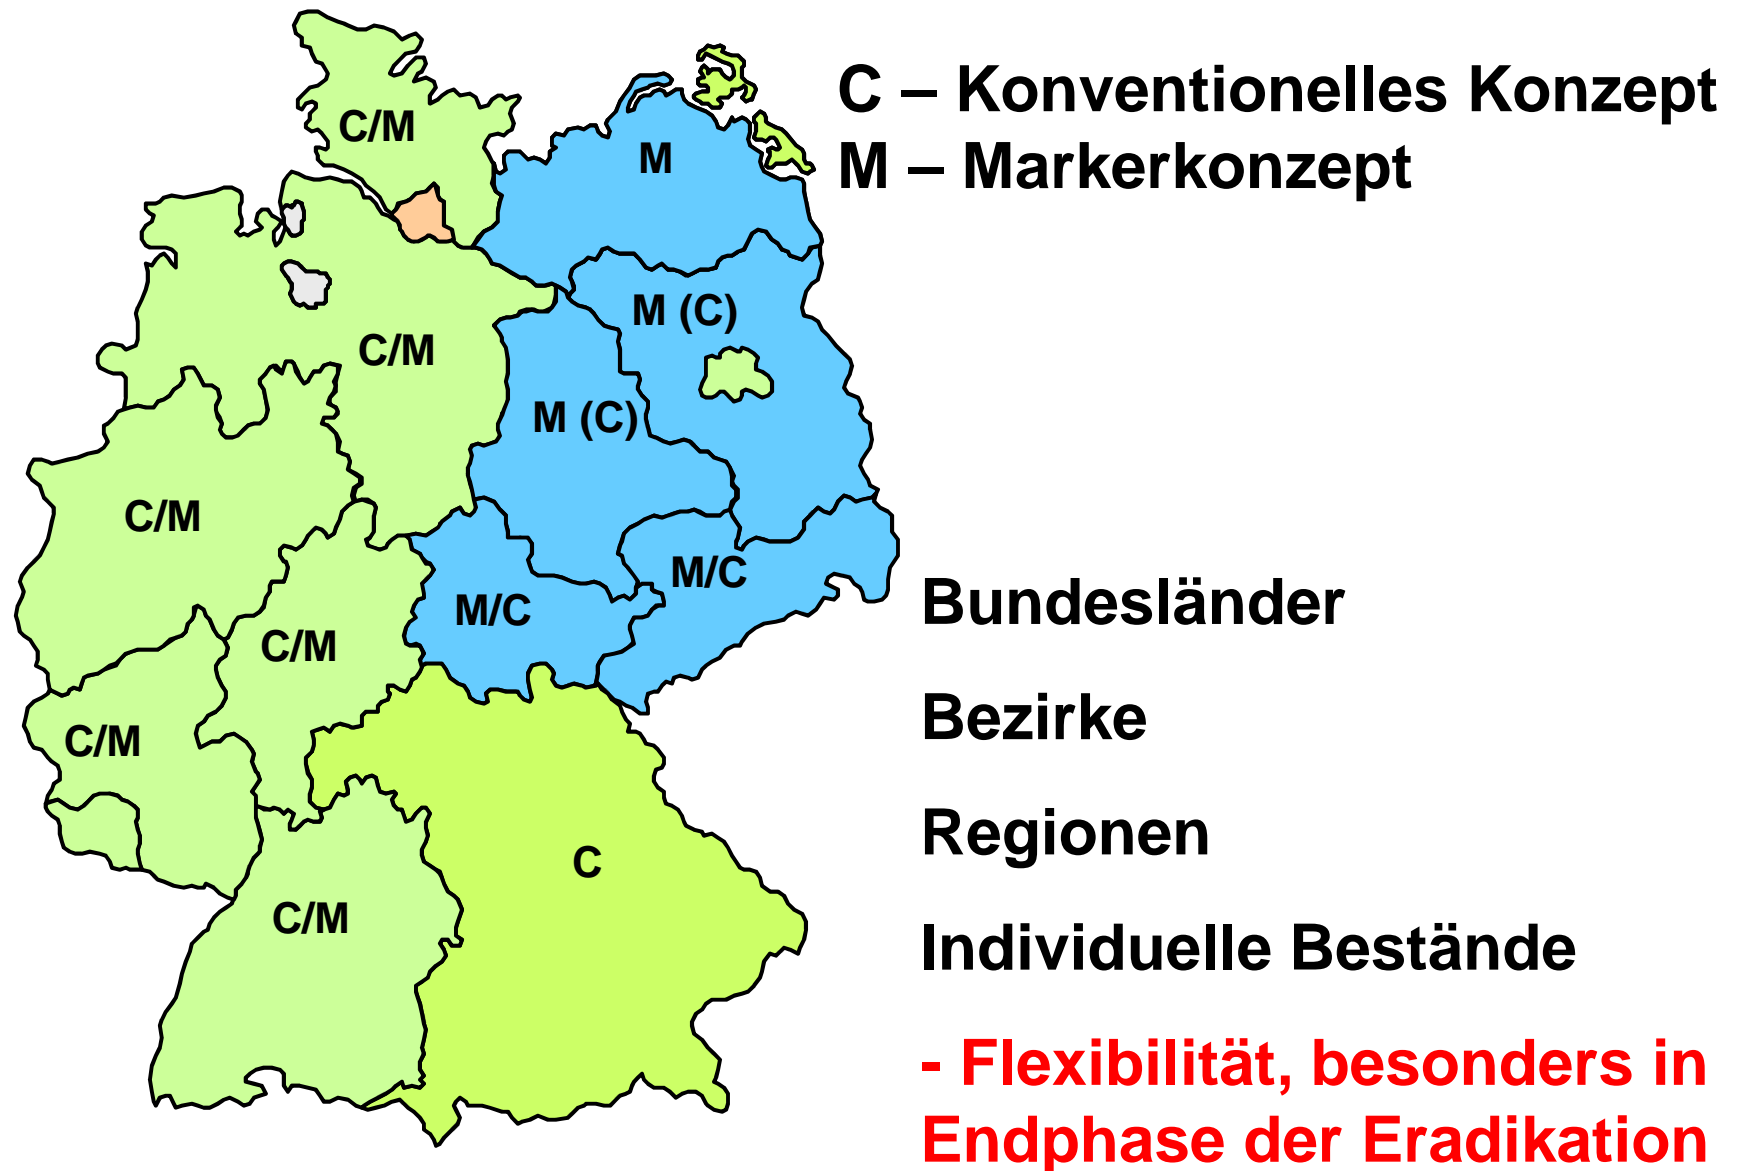 C – Konventionelles Konzept
M – Markerkonzept
C/M
M
M (C)
C/M
M (C)
C/M
M/C
M/C
C/M
C/M
C
C/M
Bundesländer
Bezirke
Regionen
Individuelle Bestände
- Flexibilität, besonders in
Endphase der Eradikation